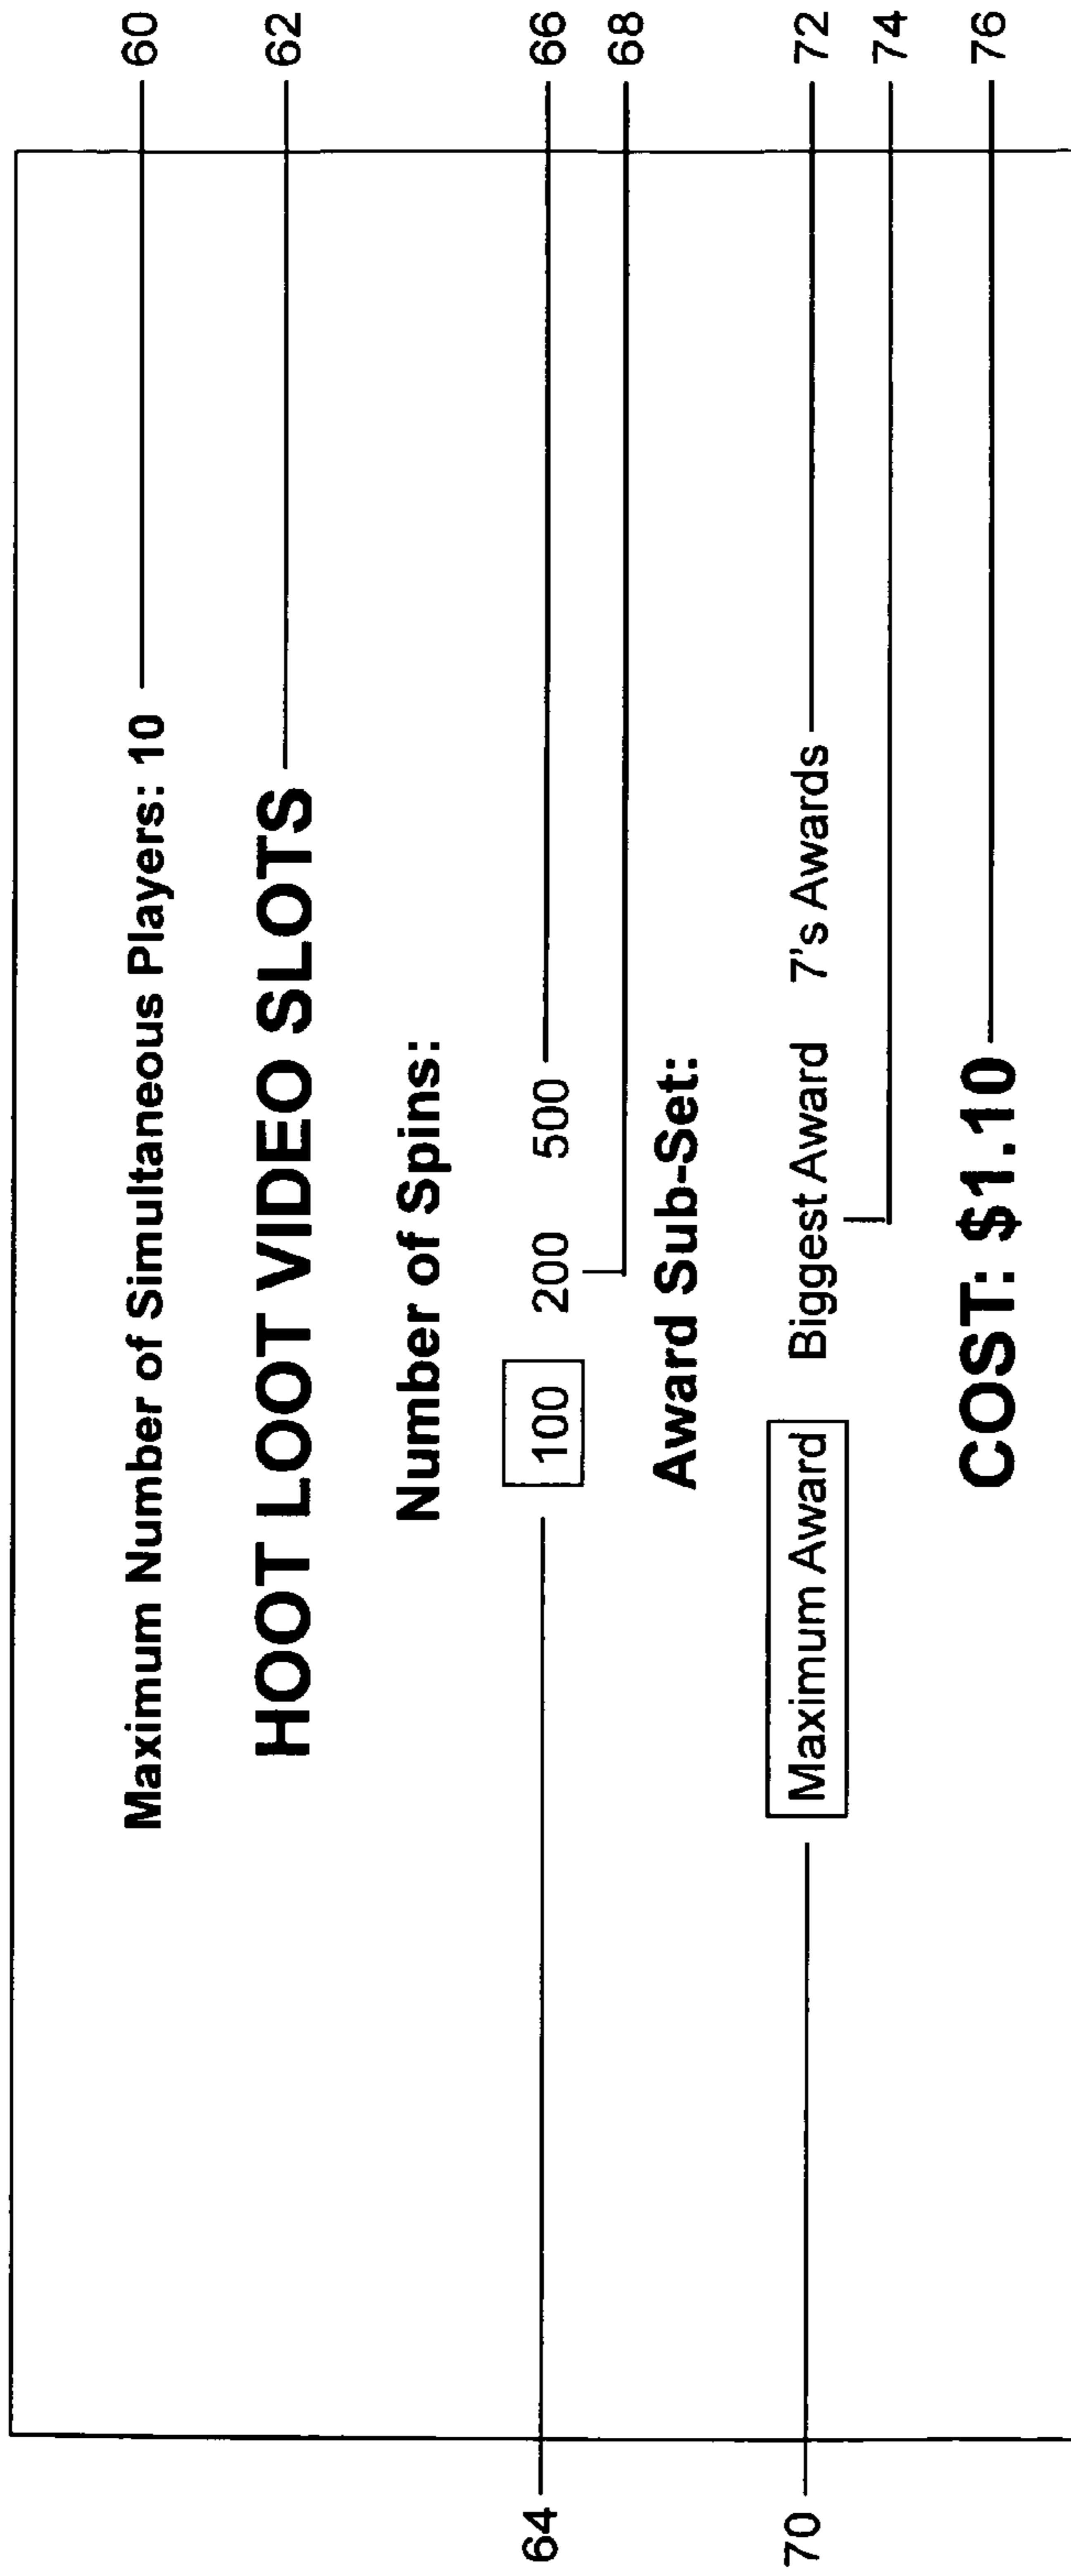 Maximum Number of Simultaneous Players: 10 60
HOOT LOOT VIDEO SLOTS 62
Number of Spins:
64 100 200 500 66
68
Award Sub-Set:
70 Maximum Award Biggest Award 7's Awards 72
74
COST: $1.10 76